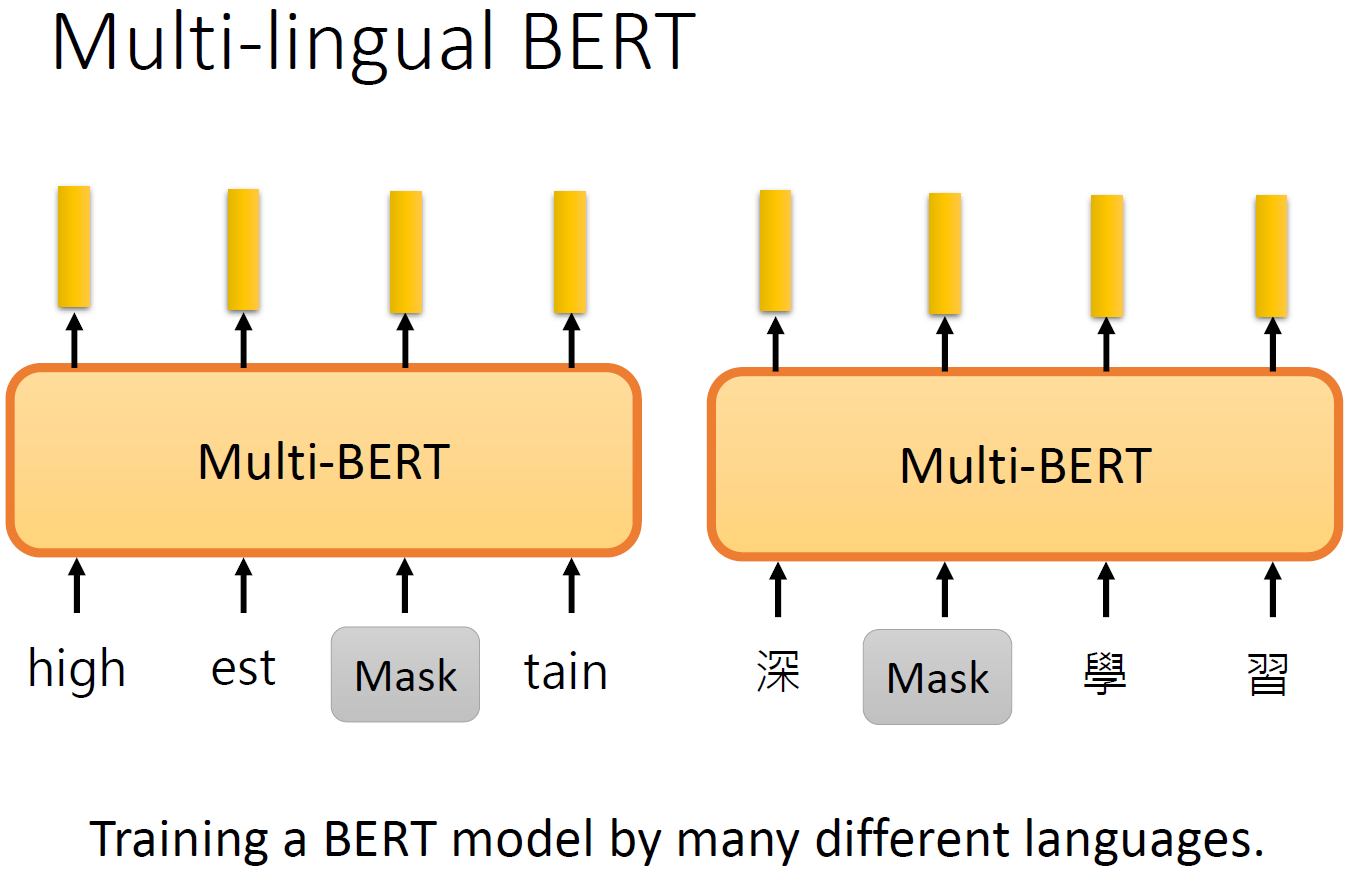 Multi-lingual BERT
Multi-BERT
Multi-BERT
high est Mask tain
深 Mask 學 習
Training a BERT model by many different languages.